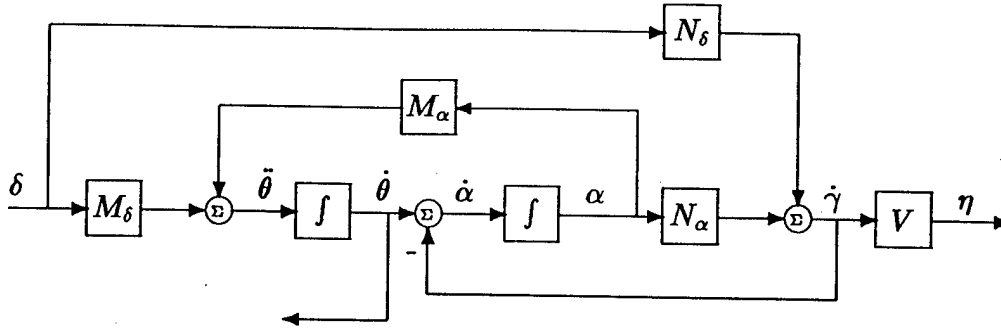 N_δ
M_α
δ M_δ Σ θ̈ ∫ θ̇ Σ α̇ ∫ α N_α Σ γ̇ V η
-